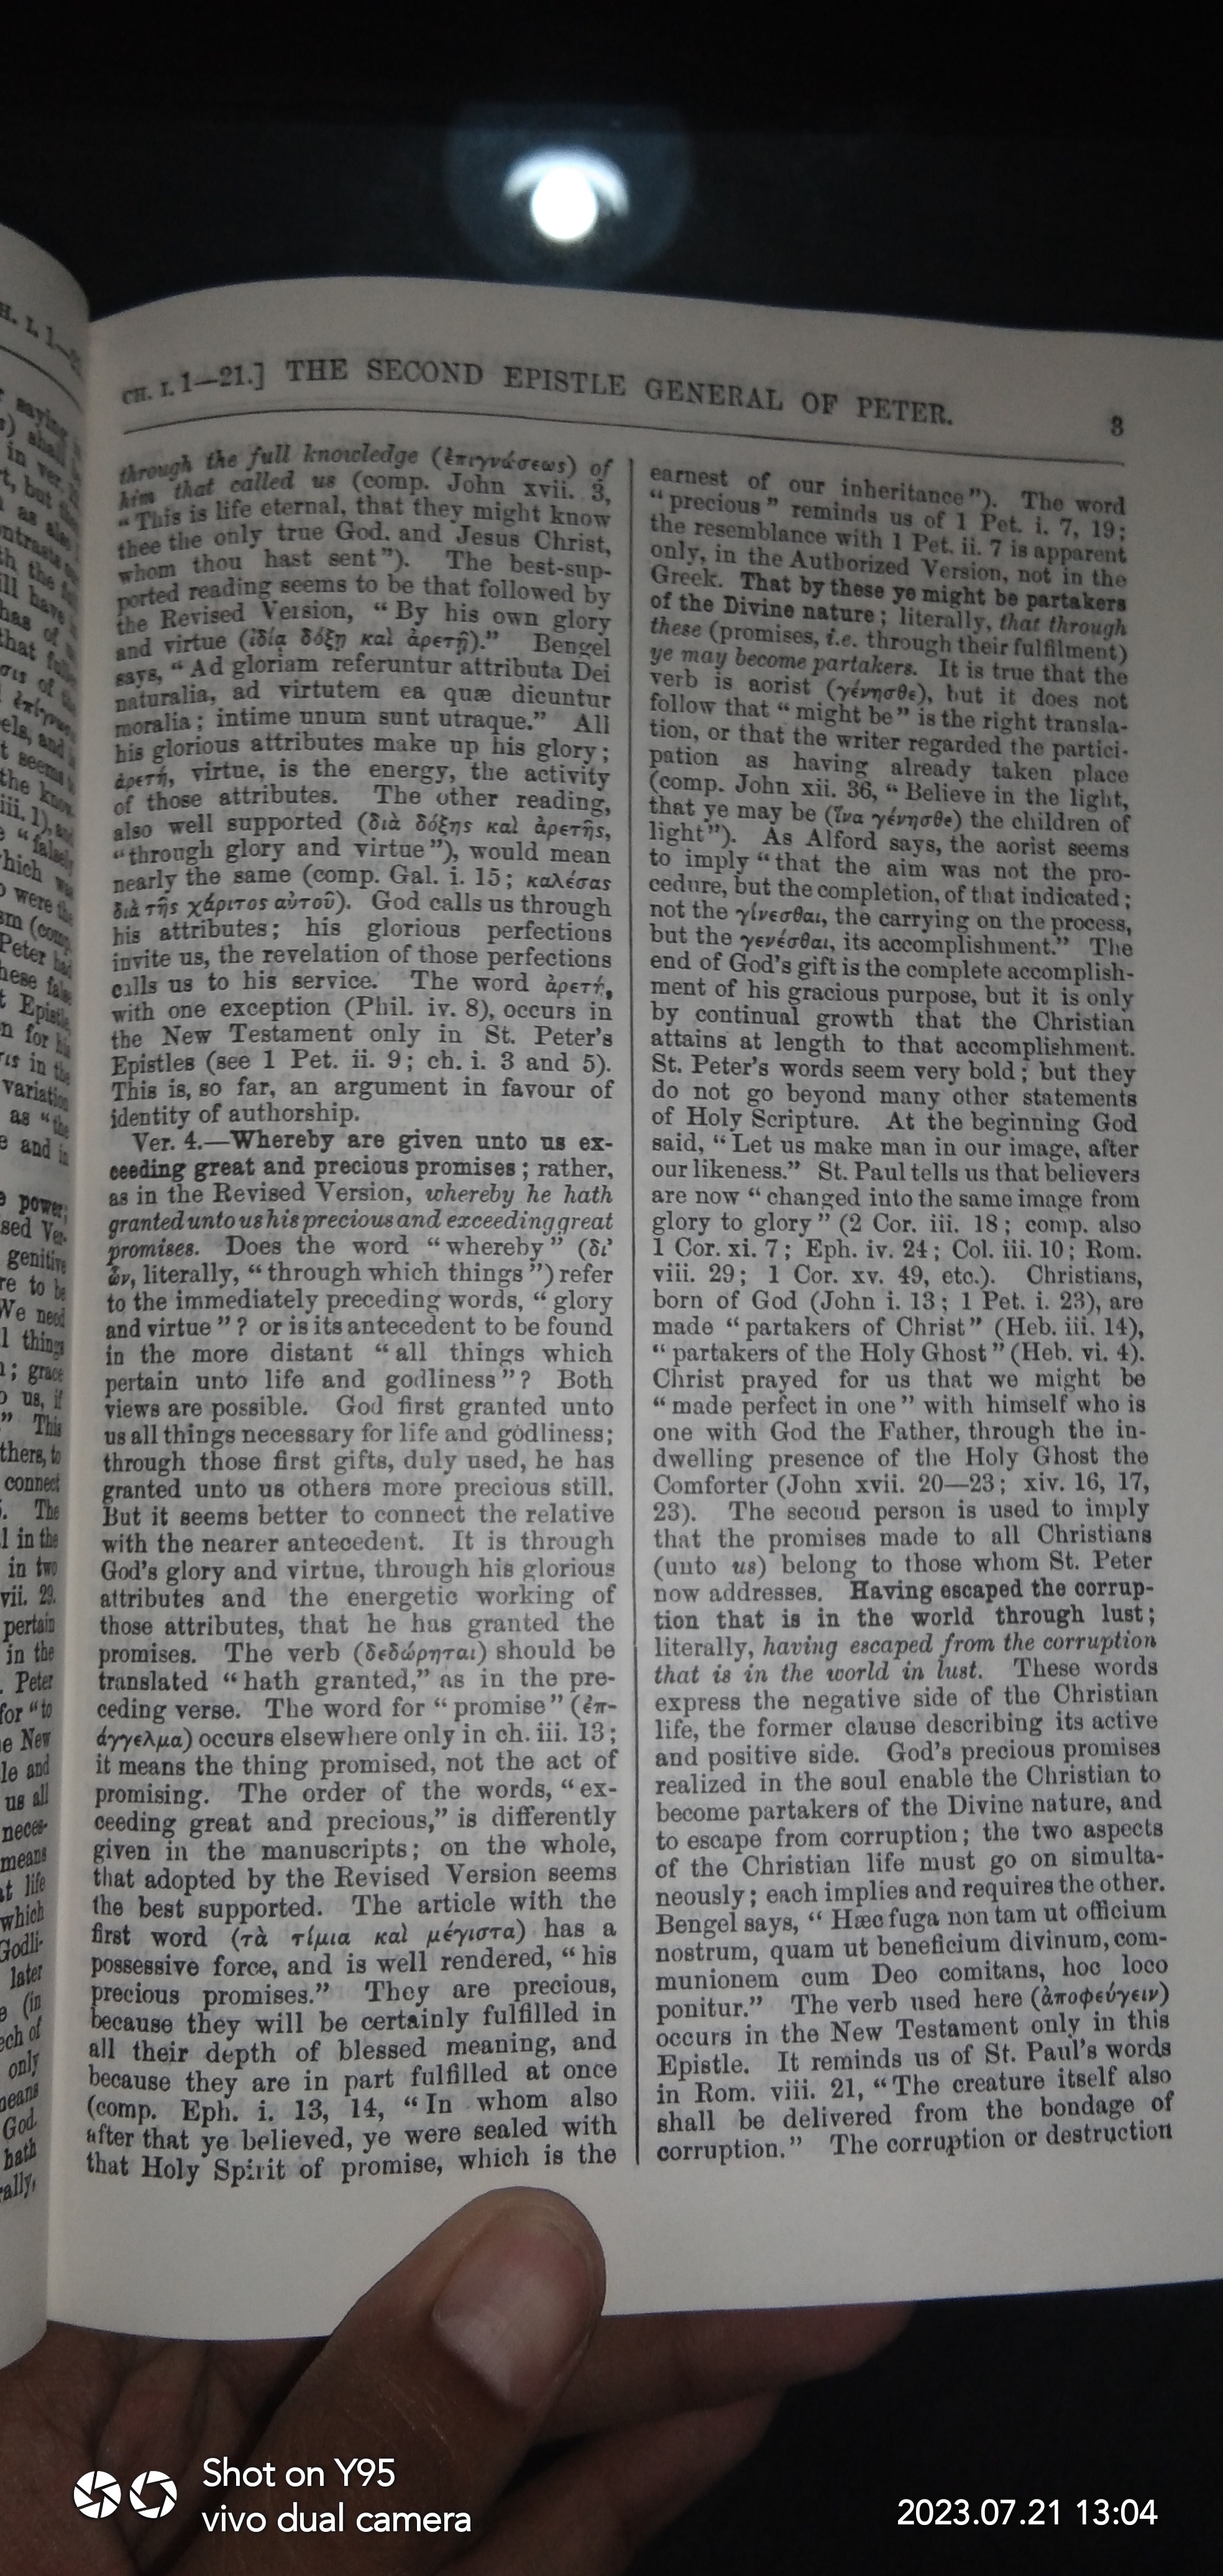 CH. I. 1—21.] THE SECOND EPISTLE GENERAL OF PETER. 3
through the full knowledge (ἐπιγνώσεως) of
him that called us (comp. John xvii. 3,
“This is life eternal, that they might know
thee the only true God, and Jesus Christ,
whom thou hast sent”). The best-sup-
ported reading seems to be that followed by
the Revised Version, “By his own glory
and virtue (ἰδίᾳ δόξῃ καὶ ἀρετῇ).” Bengel
says, “Ad gloriam referuntur attributa Dei
naturalia, ad virtutem ea quæ dicuntur
moralia; intime unum sunt utraque.” All
his glorious attributes make up his glory;
ἀρετή, virtue, is the energy, the activity
of those attributes. The other reading,
also well supported (διὰ δόξης καὶ ἀρετῆς,
“through glory and virtue”), would mean
nearly the same (comp. Gal. i. 15; καλέσας
διὰ τῆς χάριτος αὐτοῦ). God calls us through
his attributes; his glorious perfections
invite us, the revelation of those perfections
calls us to his service. The word ἀρετή,
with one exception (Phil. iv. 8), occurs in
the New Testament only in St. Peter's
Epistles (see 1 Pet. ii. 9; ch. i. 3 and 5).
This is, so far, an argument in favour of
identity of authorship.
Ver. 4.—Whereby are given unto us ex-
ceeding great and precious promises; rather,
as in the Revised Version, whereby he hath
granted unto us his precious and exceeding great
promises. Does the word “whereby” (δι’
ὧν, literally, “through which things”) refer
to the immediately preceding words, “glory
and virtue”? or is its antecedent to be found
in the more distant “all things which
pertain unto life and godliness”? Both
views are possible. God first granted unto
us all things necessary for life and godliness;
through those first gifts, duly used, he has
granted unto us others more precious still.
But it seems better to connect the relative
with the nearer antecedent. It is through
God's glory and virtue, through his glorious
attributes and the energetic working of
those attributes, that he has granted the
promises. The verb (δεδώρηται) should be
translated “hath granted,” as in the pre-
ceding verse. The word for “promise” (ἐπ-
άγγελμα) occurs elsewhere only in ch. iii. 13;
it means the thing promised, not the act of
promising. The order of the words, “ex-
ceeding great and precious,” is differently
given in the manuscripts; on the whole,
that adopted by the Revised Version seems
the best supported. The article with the
first word (τὰ τίμια καὶ μέγιστα) has a
possessive force, and is well rendered, “his
precious promises.” They are precious,
because they will be certainly fulfilled in
all their depth of blessed meaning, and
because they are in part fulfilled at once
(comp. Eph. i. 13, 14, “In whom also
after that ye believed, ye were sealed with
that Holy Spirit of promise, which is the
earnest of our inheritance”). The word
“precious” reminds us of 1 Pet. i. 7, 19;
the resemblance with 1 Pet. ii. 7 is apparent
only, in the Authorized Version, not in the
Greek. That by these ye might be partakers
of the Divine nature; literally, that through
these (promises, i.e. through their fulfilment)
ye may become partakers. It is true that the
verb is aorist (γένησθε), but it does not
follow that “might be” is the right transla-
tion, or that the writer regarded the partici-
pation as having already taken place
(comp. John xii. 36, “Believe in the light,
that ye may be (ἵνα γένησθε) the children of
light”). As Alford says, the aorist seems
to imply “that the aim was not the pro-
cedure, but the completion, of that indicated;
not the γίνεσθαι, the carrying on the process,
but the γενέσθαι, its accomplishment.” The
end of God's gift is the complete accomplish-
ment of his gracious purpose, but it is only
by continual growth that the Christian
attains at length to that accomplishment.
St. Peter's words seem very bold; but they
do not go beyond many other statements
of Holy Scripture. At the beginning God
said, “Let us make man in our image, after
our likeness.” St. Paul tells us that believers
are now “changed into the same image from
glory to glory” (2 Cor. iii. 18; comp. also
1 Cor. xi. 7; Eph. iv. 24; Col. iii. 10; Rom.
viii. 29; 1 Cor. xv. 49, etc.). Christians,
born of God (John i. 13; 1 Pet. i. 23), are
made “partakers of Christ” (Heb. iii. 14),
“partakers of the Holy Ghost” (Heb. vi. 4).
Christ prayed for us that we might be
“made perfect in one” with himself who is
one with God the Father, through the in-
dwelling presence of the Holy Ghost the
Comforter (John xvii. 20—23; xiv. 16, 17,
23). The second person is used to imply
that the promises made to all Christians
(unto us) belong to those whom St. Peter
now addresses. Having escaped the corrup-
tion that is in the world through lust;
literally, having escaped from the corruption
that is in the world in lust. These words
express the negative side of the Christian
life, the former clause describing its active
and positive side. God's precious promises
realized in the soul enable the Christian to
become partakers of the Divine nature, and
to escape from corruption; the two aspects
of the Christian life must go on simulta-
neously; each implies and requires the other.
Bengel says, “Hæc fuga non tam ut officium
nostrum, quam ut beneficium divinum, com-
munionem cum Deo comitans, hoc loco
ponitur.” The verb used here (ἀποφεύγειν)
occurs in the New Testament only in this
Epistle. It reminds us of St. Paul's words
in Rom. viii. 21, “The creature itself also
shall be delivered from the bondage of
corruption.” The corruption or destruction
Shot on Y95
vivo dual camera
2023.07.21 13:04